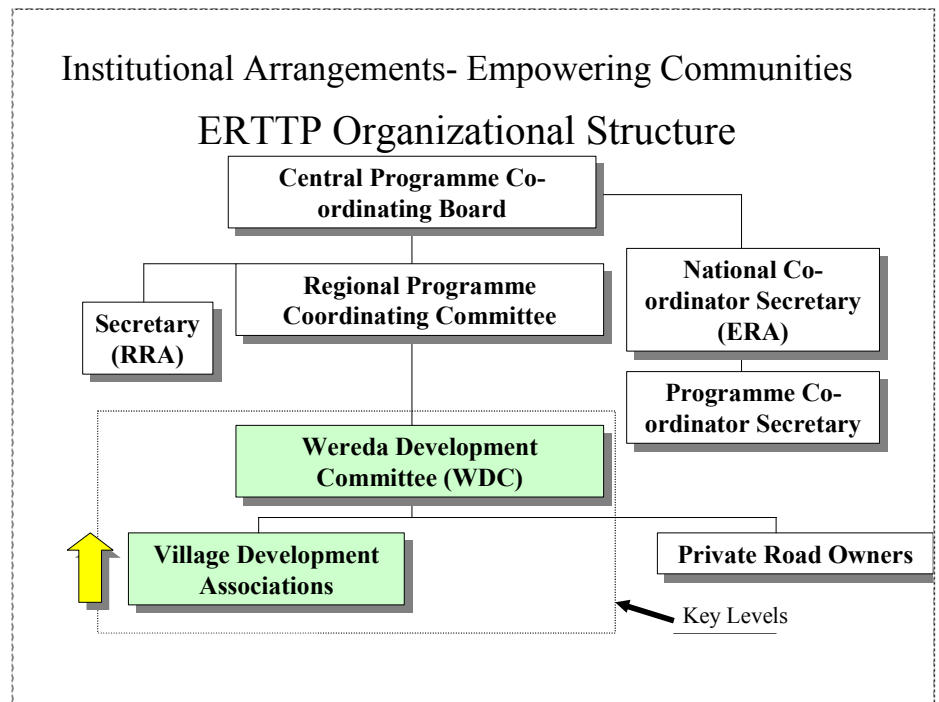 Institutional Arrangements- Empowering Communities
ERTTP Organizational Structure
Central Programme Co-
ordinating Board
National Co-
ordinator Secretary
(ERA)
Regional Programme
Coordinating Committee
Secretary
(RRA)
Programme Co-
ordinator Secretary
Wereda Development
Committee (WDC)
Village Development
Associations
Private Road Owners
Key Levels